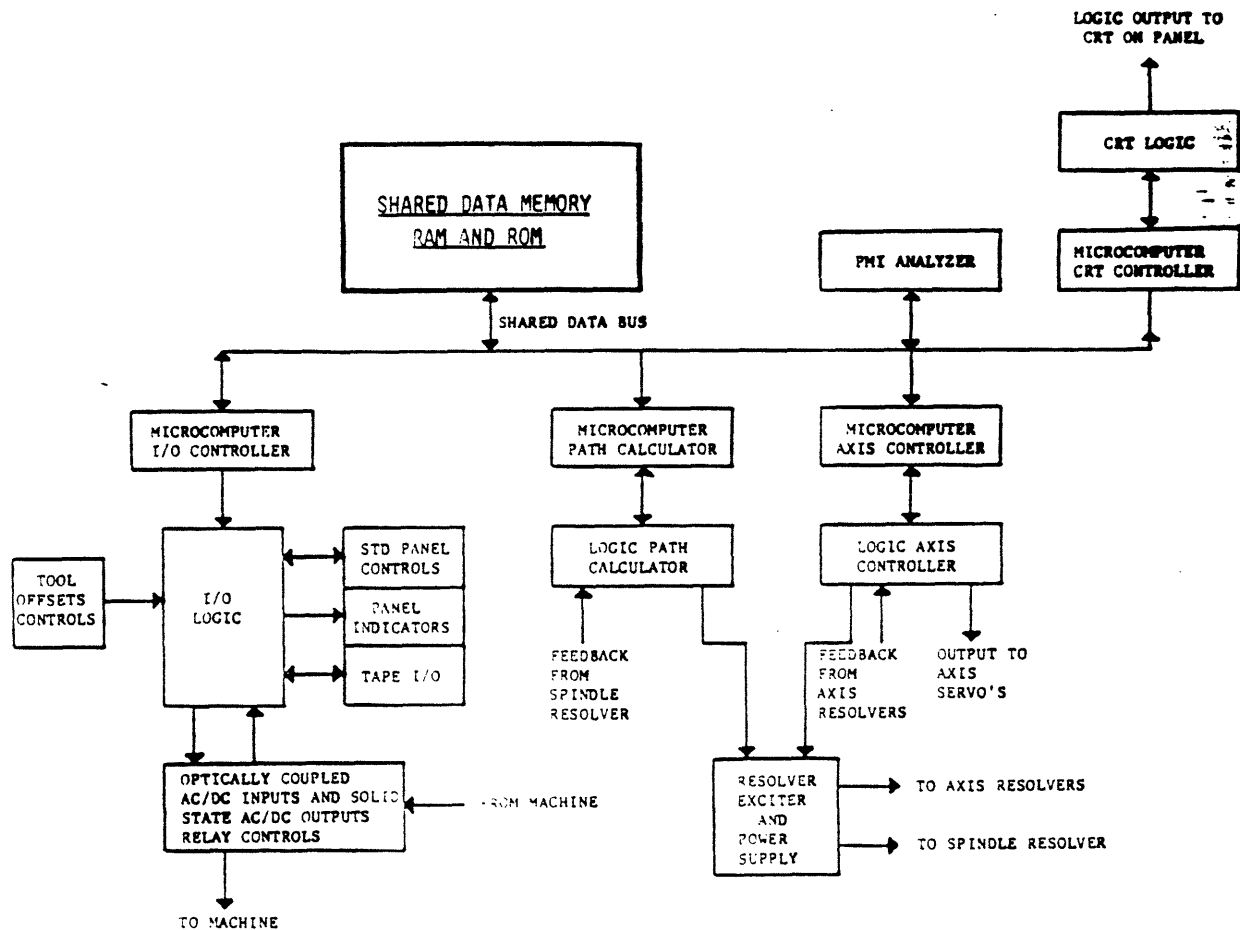 LOGIC OUTPUT TO
CRT ON PANEL
CRT LOGIC
SHARED DATA MEMORY
RAM AND ROM
PMI ANALYZER
MICROCOMPUTER
CRT CONTROLLER
SHARED DATA BUS
MICROCOMPUTER
I/O CONTROLLER
MICROCOMPUTER
PATH CALCULATOR
MICROCOMPUTER
AXIS CONTROLLER
TOOL
OFFSETS
CONTROLS
I/O
LOGIC
STD PANEL
CONTROLS
PANEL
INDICATORS
TAPE I/O
LOGIC PATH
CALCULATOR
LOGIC AXIS
CONTROLLER
FEEDBACK
FROM
SPINDLE
RESOLVER
FEEDBACK
FROM
AXIS
RESOLVERS
OUTPUT TO
AXIS
SERVO'S
OPTICALLY COUPLED
AC/DC INPUTS AND SOLID
STATE AC/DC OUTPUTS
RELAY CONTROLS
FROM MACHINE
RESOLVER
EXCITER
AND
POWER
SUPPLY
TO AXIS RESOLVERS
TO SPINDLE RESOLVER
TO MACHINE